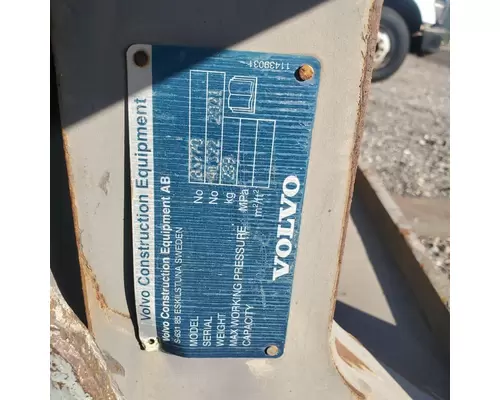 Volvo Construction Equipment
Volvo Construction Equipment AB
S-631 85 ESKILSTUNA SWEDEN
MODEL No
SERIAL No 2021
WEIGHT kg
MAX WORKING PRESSURE MPa
CAPACITY m³/ft³
VOLVO
11439031